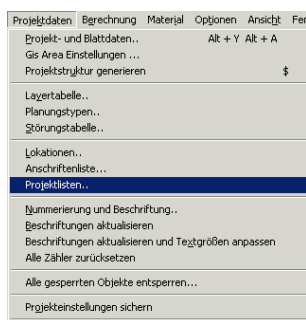 Projektdaten Berechnung Material Optionen Ansicht Fer
Projekt- und Blattdaten.. Alt + Y Alt + A
Gis Area Einstellungen ...
Projektstruktur generieren $
Layertabelle..
Planungstypen..
Störungstabelle..
Lokationen..
Anschriftenliste...
Projektlisten..
Nummerierung und Beschriftung..
Beschriftungen aktualisieren
Beschriftungen aktualisieren und Textgrößen anpassen
Alle Zähler zurücksetzen
Alle gesperrten Objekte entsperren...
Projekteinstellungen sichern